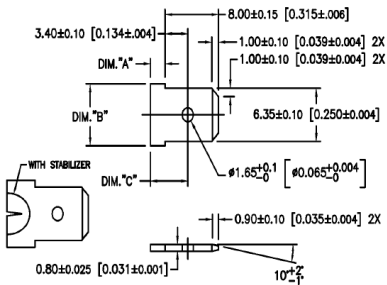 8.00±0.15 [0.315±.006]
3.40±0.10 [0.134±.004]
1.00±0.10 [0.039±0.004] 2X
1.00±0.10 [0.039±0.004] 2X
DIM."A"
DIM."B"
6.35±0.10 [0.250±0.004]
DIM."C"
ø1.65+0.1 -0 [ø0.065+0.004 -0]
WITH STABILIZER
0.90±0.10 [0.035±0.004] 2X
0.80±0.025 [0.031±0.001]
10°+2° -1°